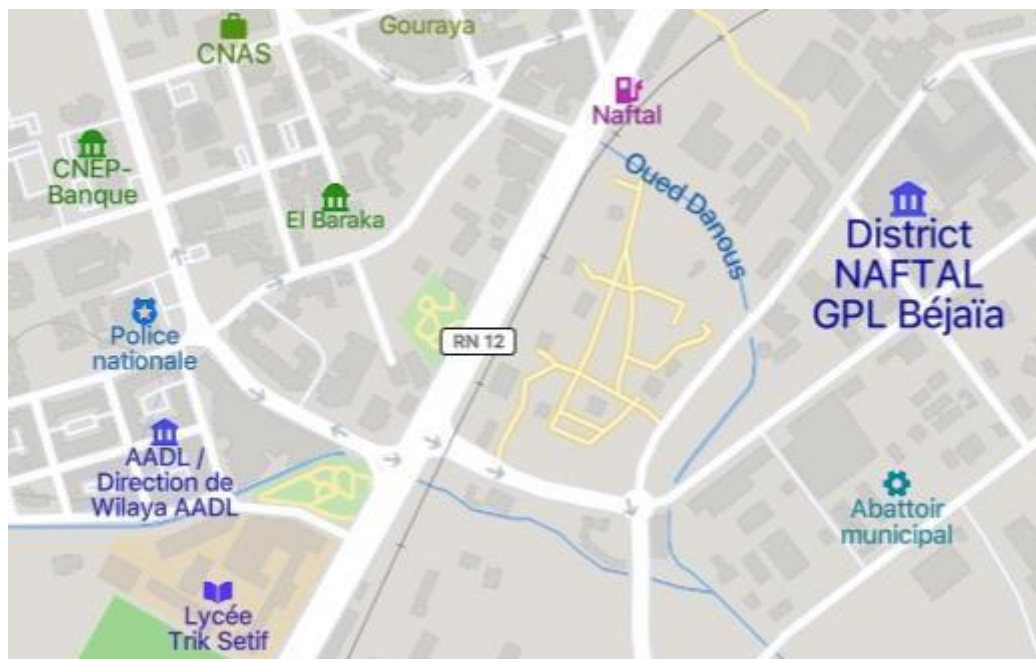 Gouraya
CNAS
Naftal
CNEP-
Banque
Oued Danous
El Baraka
District
NAFTAL
GPL Béjaïa
Police
nationale
RN 12
AADL /
Direction de
Wilaya AADL
Abattoir
municipal
Lycée
Trik Setif